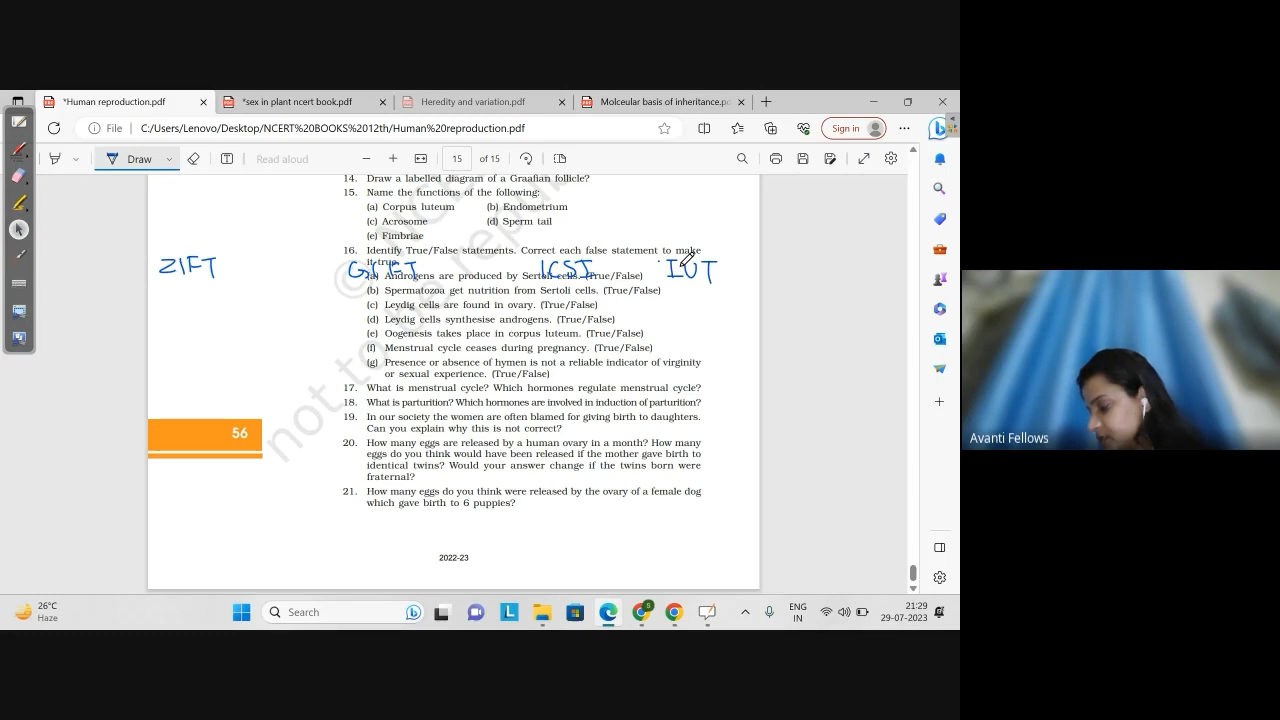 *Human reproduction.pdf
*sex in plant ncert book.pdf
Heredity and variation.pdf
Molceular basis of inheritance.p
File
C:/Users/Lenovo/Desktop/NCERT%20BOOKS%2012th/Human%20reproduction.pdf
Sign in
Draw
Read aloud
15
of 15
14. Draw a labelled diagram of a Graafian follicle?
15. Name the functions of the following:
(a) Corpus luteum (b) Endometrium
(c) Acrosome (d) Sperm tail
(e) Fimbriae
16. Identify True/False statements. Correct each false statement to make
it true.
ZIFT GIFT ICSI IUT
(a) Androgens are produced by Sertoli cells. (True/False)
(b) Spermatozoa get nutrition from Sertoli cells. (True/False)
(c) Leydig cells are found in ovary. (True/False)
(d) Leydig cells synthesise androgens. (True/False)
(e) Oogenesis takes place in corpus luteum. (True/False)
(f) Menstrual cycle ceases during pregnancy. (True/False)
(g) Presence or absence of hymen is not a reliable indicator of virginity
or sexual experience. (True/False)
17. What is menstrual cycle? Which hormones regulate menstrual cycle?
18. What is parturition? Which hormones are involved in induction of parturition?
19. In our society the women are often blamed for giving birth to daughters.
Can you explain why this is not correct?
20. How many eggs are released by a human ovary in a month? How many
eggs do you think would have been released if the mother gave birth to
identical twins? Would your answer change if the twins born were
fraternal?
21. How many eggs do you think were released by the ovary of a female dog
which gave birth to 6 puppies?
56
2022-23
© NCE
not to be republi
Avanti Fellows
26°C
Haze
Search
ENG
IN
21:29
29-07-2023